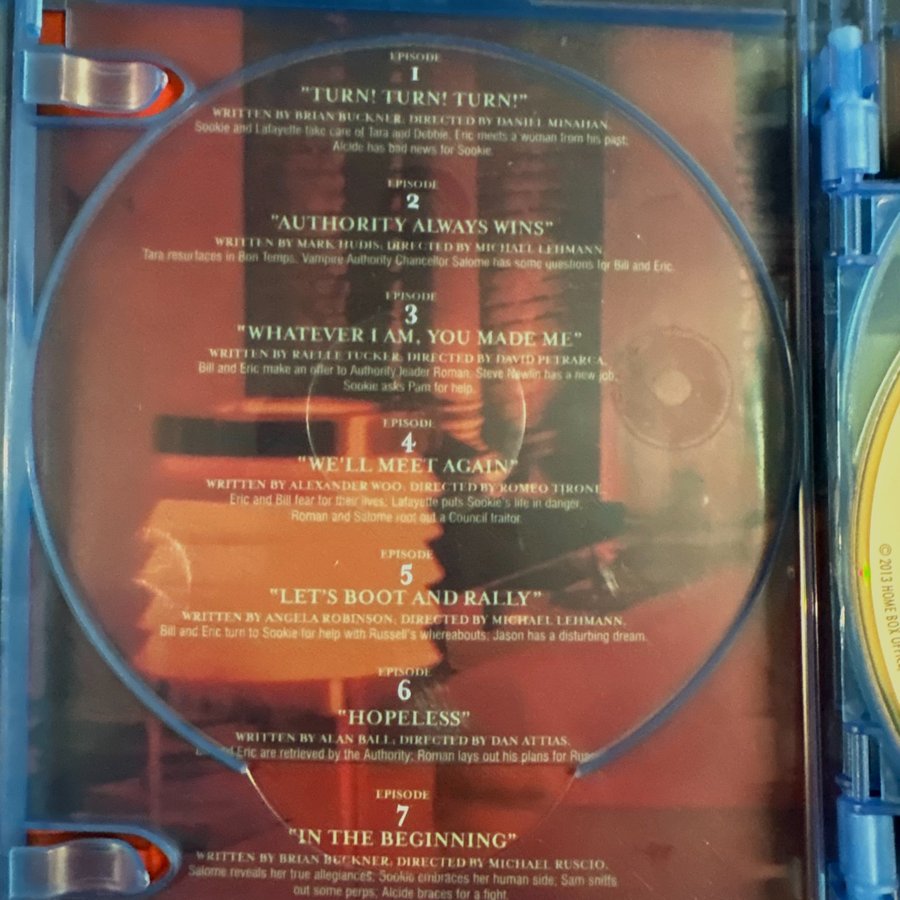 EPISODE
1
"TURN! TURN! TURN!"
WRITTEN BY BRIAN BUCKNER, DIRECTED BY DANIEL MINAHAN.
Sookie and Lafayette take care of Tara and Debbie. Eric meets a woman from his past;
Alcide has bad news for Sookie.
EPISODE
2
"AUTHORITY ALWAYS WINS"
WRITTEN BY MARK HUDIS, DIRECTED BY MICHAEL LEHMANN.
Tara resurfaces in Bon Temps. Vampire Authority Chancellor Salome has some questions for Bill and Eric.
EPISODE
3
"WHATEVER I AM, YOU MADE ME"
WRITTEN BY RAELLE TUCKER, DIRECTED BY DAVID PETRARCA.
Bill and Eric make an offer to Authority leader Roman. Steve Newlin has a new job.
Sookie asks Pam for help.
EPISODE
4
"WE'LL MEET AGAIN"
WRITTEN BY ALEXANDER WOO, DIRECTED BY ROMEO TIRONE
Eric and Bill fear for their lives; Lafayette puts Sookie's life in danger.
Roman and Salome root out a Council traitor.
EPISODE
5
"LET'S BOOT AND RALLY"
WRITTEN BY ANGELA ROBINSON, DIRECTED BY MICHAEL LEHMANN.
Bill and Eric turn to Sookie for help with Russell's whereabouts; Jason has a disturbing dream.
EPISODE
6
"HOPELESS"
WRITTEN BY ALAN BALL, DIRECTED BY DAN ATTIAS.
Eric are retrieved by the Authority; Roman lays out his plans for
EPISODE
7
"IN THE BEGINNING"
WRITTEN BY BRIAN BUCKNER, DIRECTED BY MICHAEL RUSCIO.
Salome reveals her true allegiances; Sookie embraces her human side; Sam sniffs
out some perps; Alcide braces for a fight.
© 2013 HOME BOX OFFICE